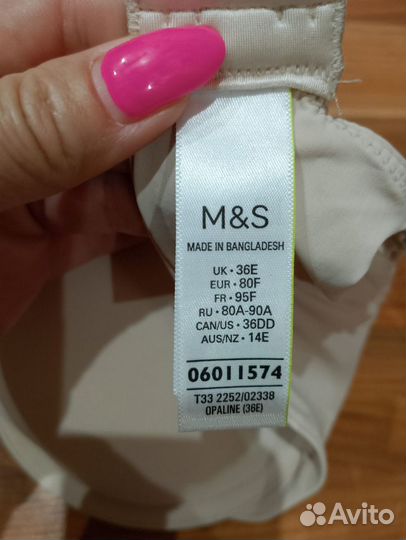 M&S
MADE IN BANGLADESH
UK • 36E
EUR • 80F
FR • 95F
RU • 80A-90A
CAN/US • 36DD
AUS/NZ • 14E
06011574
T33 2252/02338
OPALINE (36E)
Avito